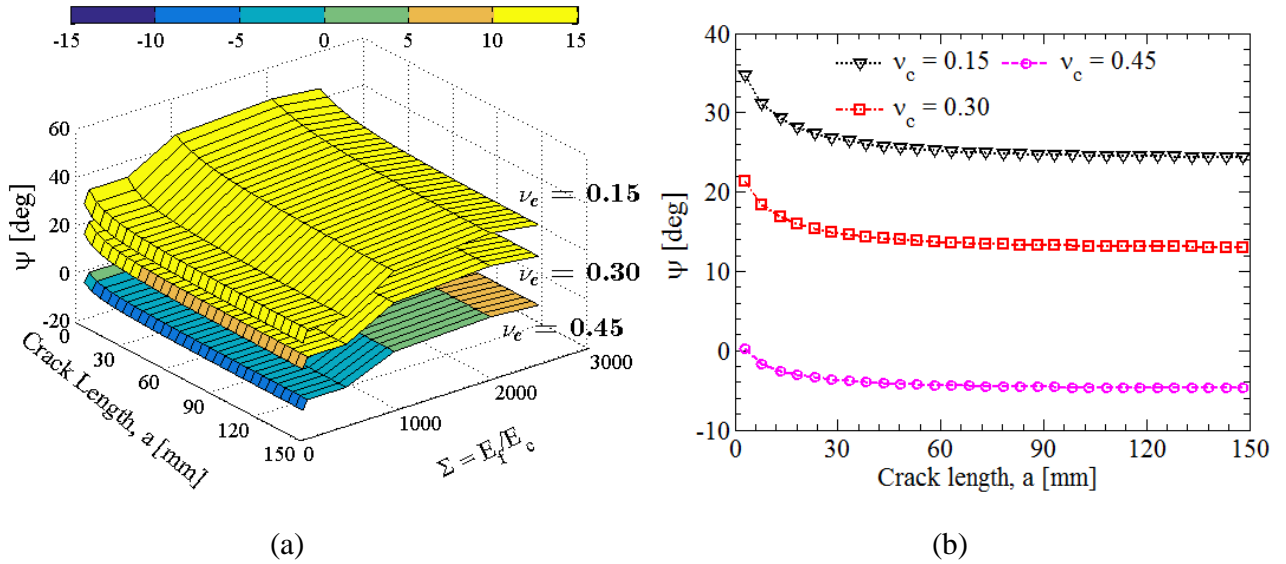 -15 -10 -5 0 5 10 15
60
40
20
0
-20
Ψ [deg]
0
30
60
90
120
150
Crack Length, a [mm]
0
1000
2000
3000
Σ = E_f/E_c
ν_c = 0.15
ν_c = 0.30
ν_c = 0.45
(a)
40
30
20
10
0
-10
Ψ [deg]
ν_c = 0.15 ν_c = 0.45
ν_c = 0.30
0 30 60 90 120 150
Crack length, a [mm]
(b)